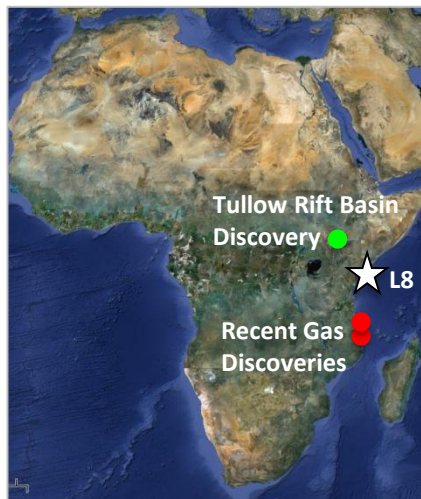 Tullow Rift Basin
Discovery
L8
Recent Gas
Discoveries